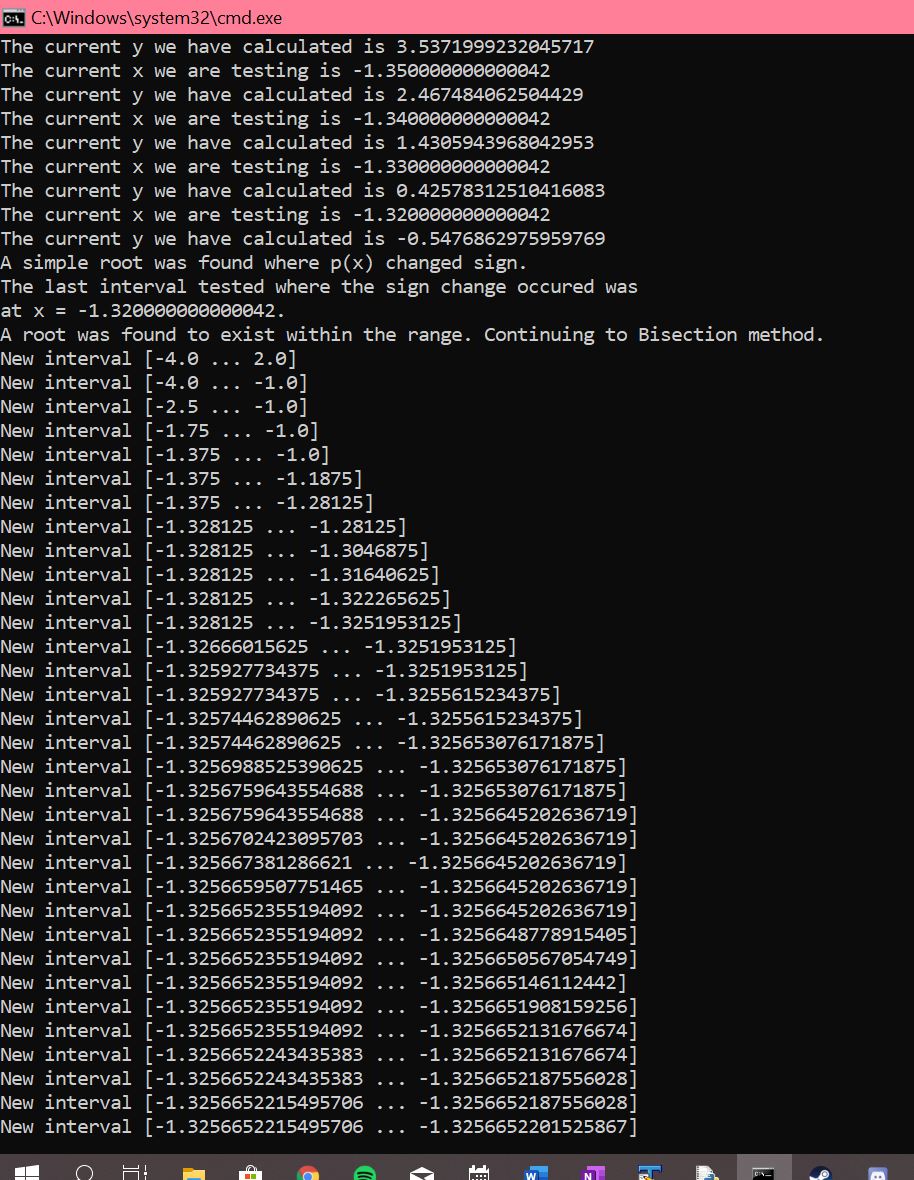 C:\Windows\system32\cmd.exe
The current y we have calculated is 3.5371999232045717
The current x we are testing is -1.350000000000042
The current y we have calculated is 2.467484062504429
The current x we are testing is -1.340000000000042
The current y we have calculated is 1.4305943968042953
The current x we are testing is -1.330000000000042
The current y we have calculated is 0.42578312510416083
The current x we are testing is -1.320000000000042
The current y we have calculated is -0.5476862975959769
A simple root was found where p(x) changed sign.
The last interval tested where the sign change occured was
at x = -1.320000000000042.
A root was found to exist within the range. Continuing to Bisection method.
New interval [-4.0 ... 2.0]
New interval [-4.0 ... -1.0]
New interval [-2.5 ... -1.0]
New interval [-1.75 ... -1.0]
New interval [-1.375 ... -1.0]
New interval [-1.375 ... -1.1875]
New interval [-1.375 ... -1.28125]
New interval [-1.328125 ... -1.28125]
New interval [-1.328125 ... -1.3046875]
New interval [-1.328125 ... -1.31640625]
New interval [-1.328125 ... -1.322265625]
New interval [-1.328125 ... -1.3251953125]
New interval [-1.32666015625 ... -1.3251953125]
New interval [-1.325927734375 ... -1.3251953125]
New interval [-1.325927734375 ... -1.3255615234375]
New interval [-1.32574462890625 ... -1.3255615234375]
New interval [-1.32574462890625 ... -1.325653076171875]
New interval [-1.3256988525390625 ... -1.325653076171875]
New interval [-1.3256759643554688 ... -1.325653076171875]
New interval [-1.3256759643554688 ... -1.3256645202636719]
New interval [-1.3256702423095703 ... -1.3256645202636719]
New interval [-1.325667381286621 ... -1.3256645202636719]
New interval [-1.3256659507751465 ... -1.3256645202636719]
New interval [-1.3256652355194092 ... -1.3256645202636719]
New interval [-1.3256652355194092 ... -1.3256648778915405]
New interval [-1.3256652355194092 ... -1.3256650567054749]
New interval [-1.3256652355194092 ... -1.325665146112442]
New interval [-1.3256652355194092 ... -1.3256651908159256]
New interval [-1.3256652355194092 ... -1.3256652131676674]
New interval [-1.3256652243435383 ... -1.3256652131676674]
New interval [-1.3256652243435383 ... -1.3256652187556028]
New interval [-1.3256652215495706 ... -1.3256652187556028]
New interval [-1.3256652215495706 ... -1.3256652201525867]